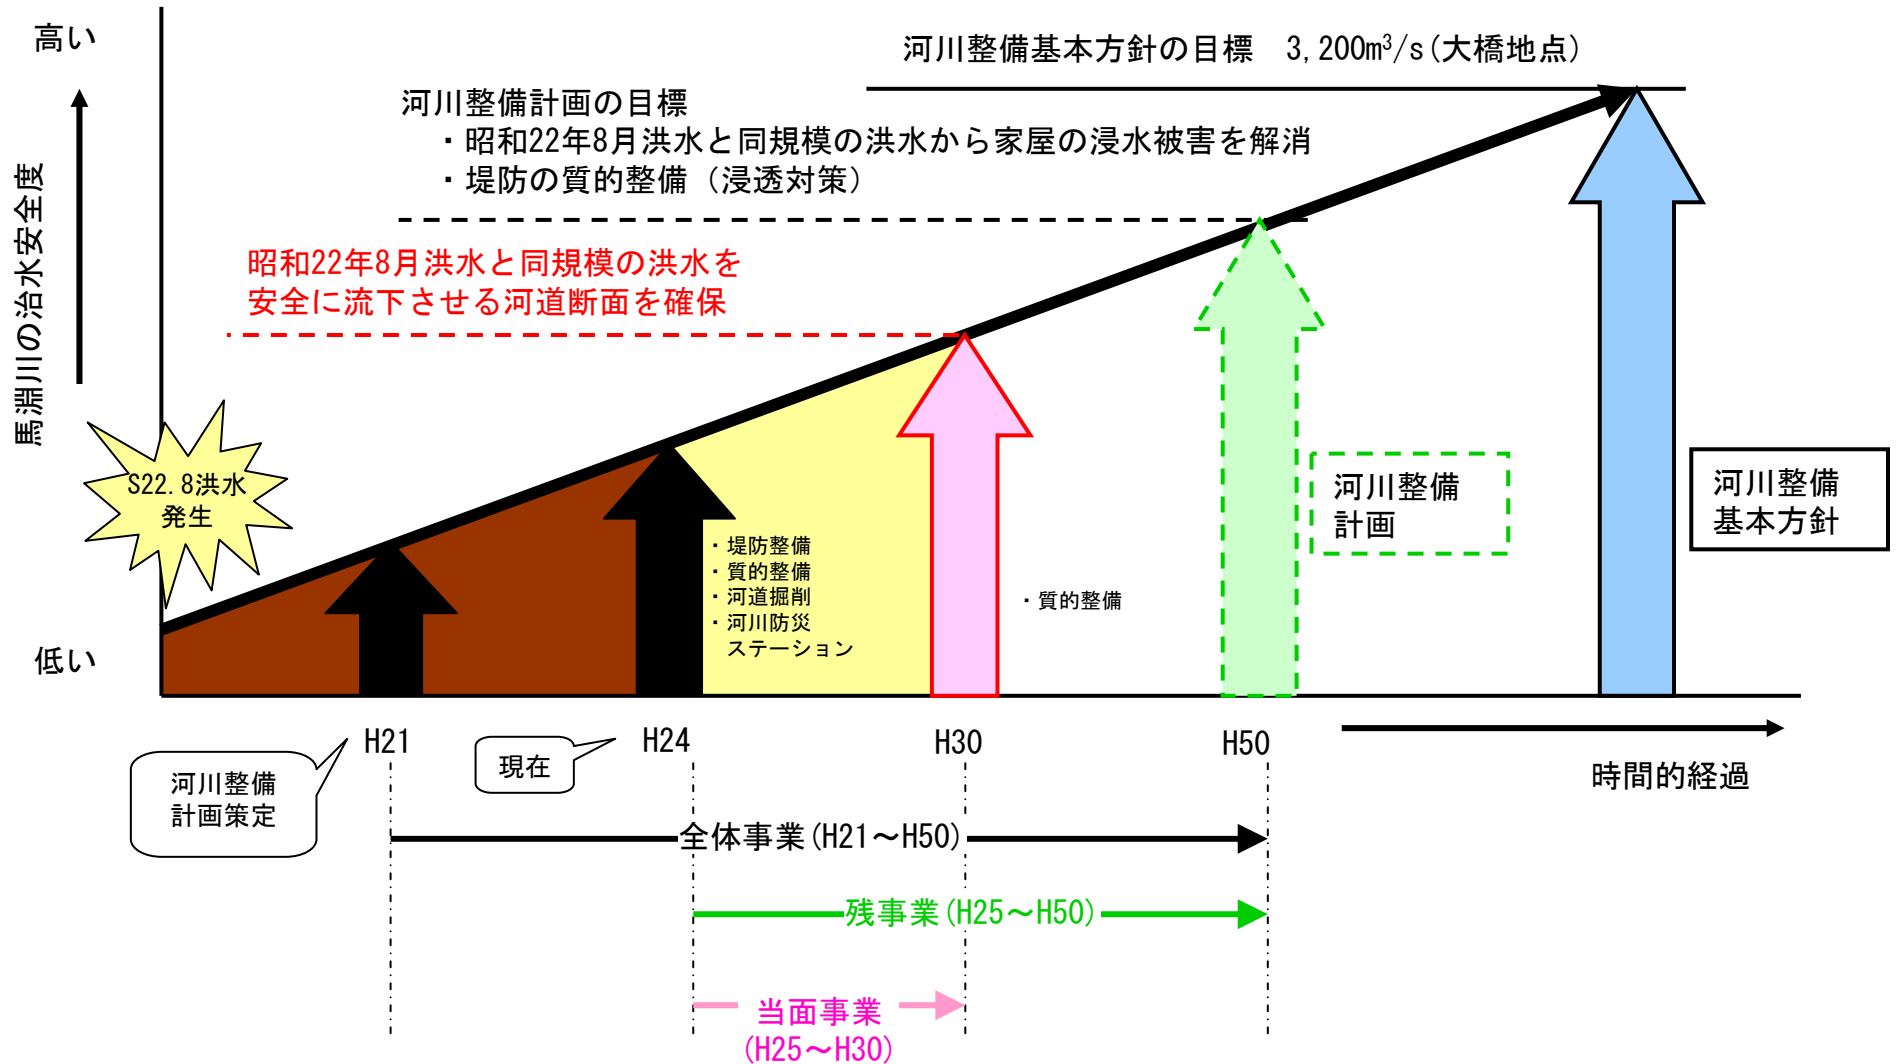 高い
馬淵川の治水安全度
低い
河川整備基本方針の目標　3,200m³/s(大橋地点)
河川整備計画の目標
・昭和22年8月洪水と同規模の洪水から家屋の浸水被害を解消
・堤防の質的整備（浸透対策）
昭和22年8月洪水と同規模の洪水を
安全に流下させる河道断面を確保
S22.8洪水
発生
・堤防整備
・質的整備
・河道掘削
・河川防災
ステーション
・質的整備
河川整備
計画
河川整備
基本方針
H21
H24
H30
H50
河川整備
計画策定
現在
時間的経過
全体事業(H21～H50)
残事業(H25～H50)
当面事業
(H25～H30)